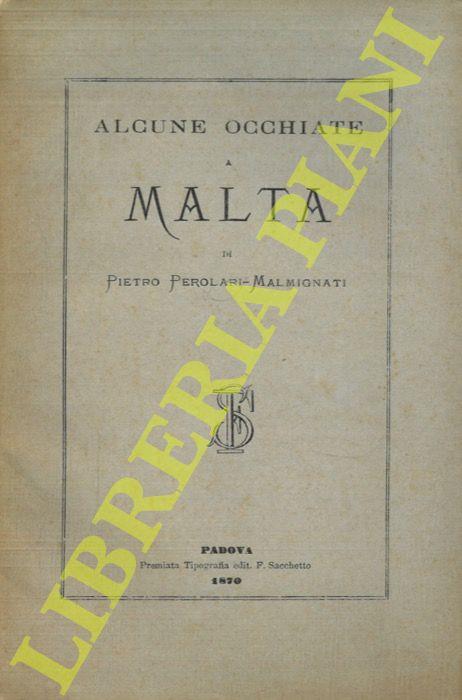 ALCUNE OCCHIATE
A
MALTA
DI
PIETRO PEROLARI-MALMIGNATI
PADOVA
Premiata Tipografia edit. F. Sacchetto
1870
LIBRERIA PIANI